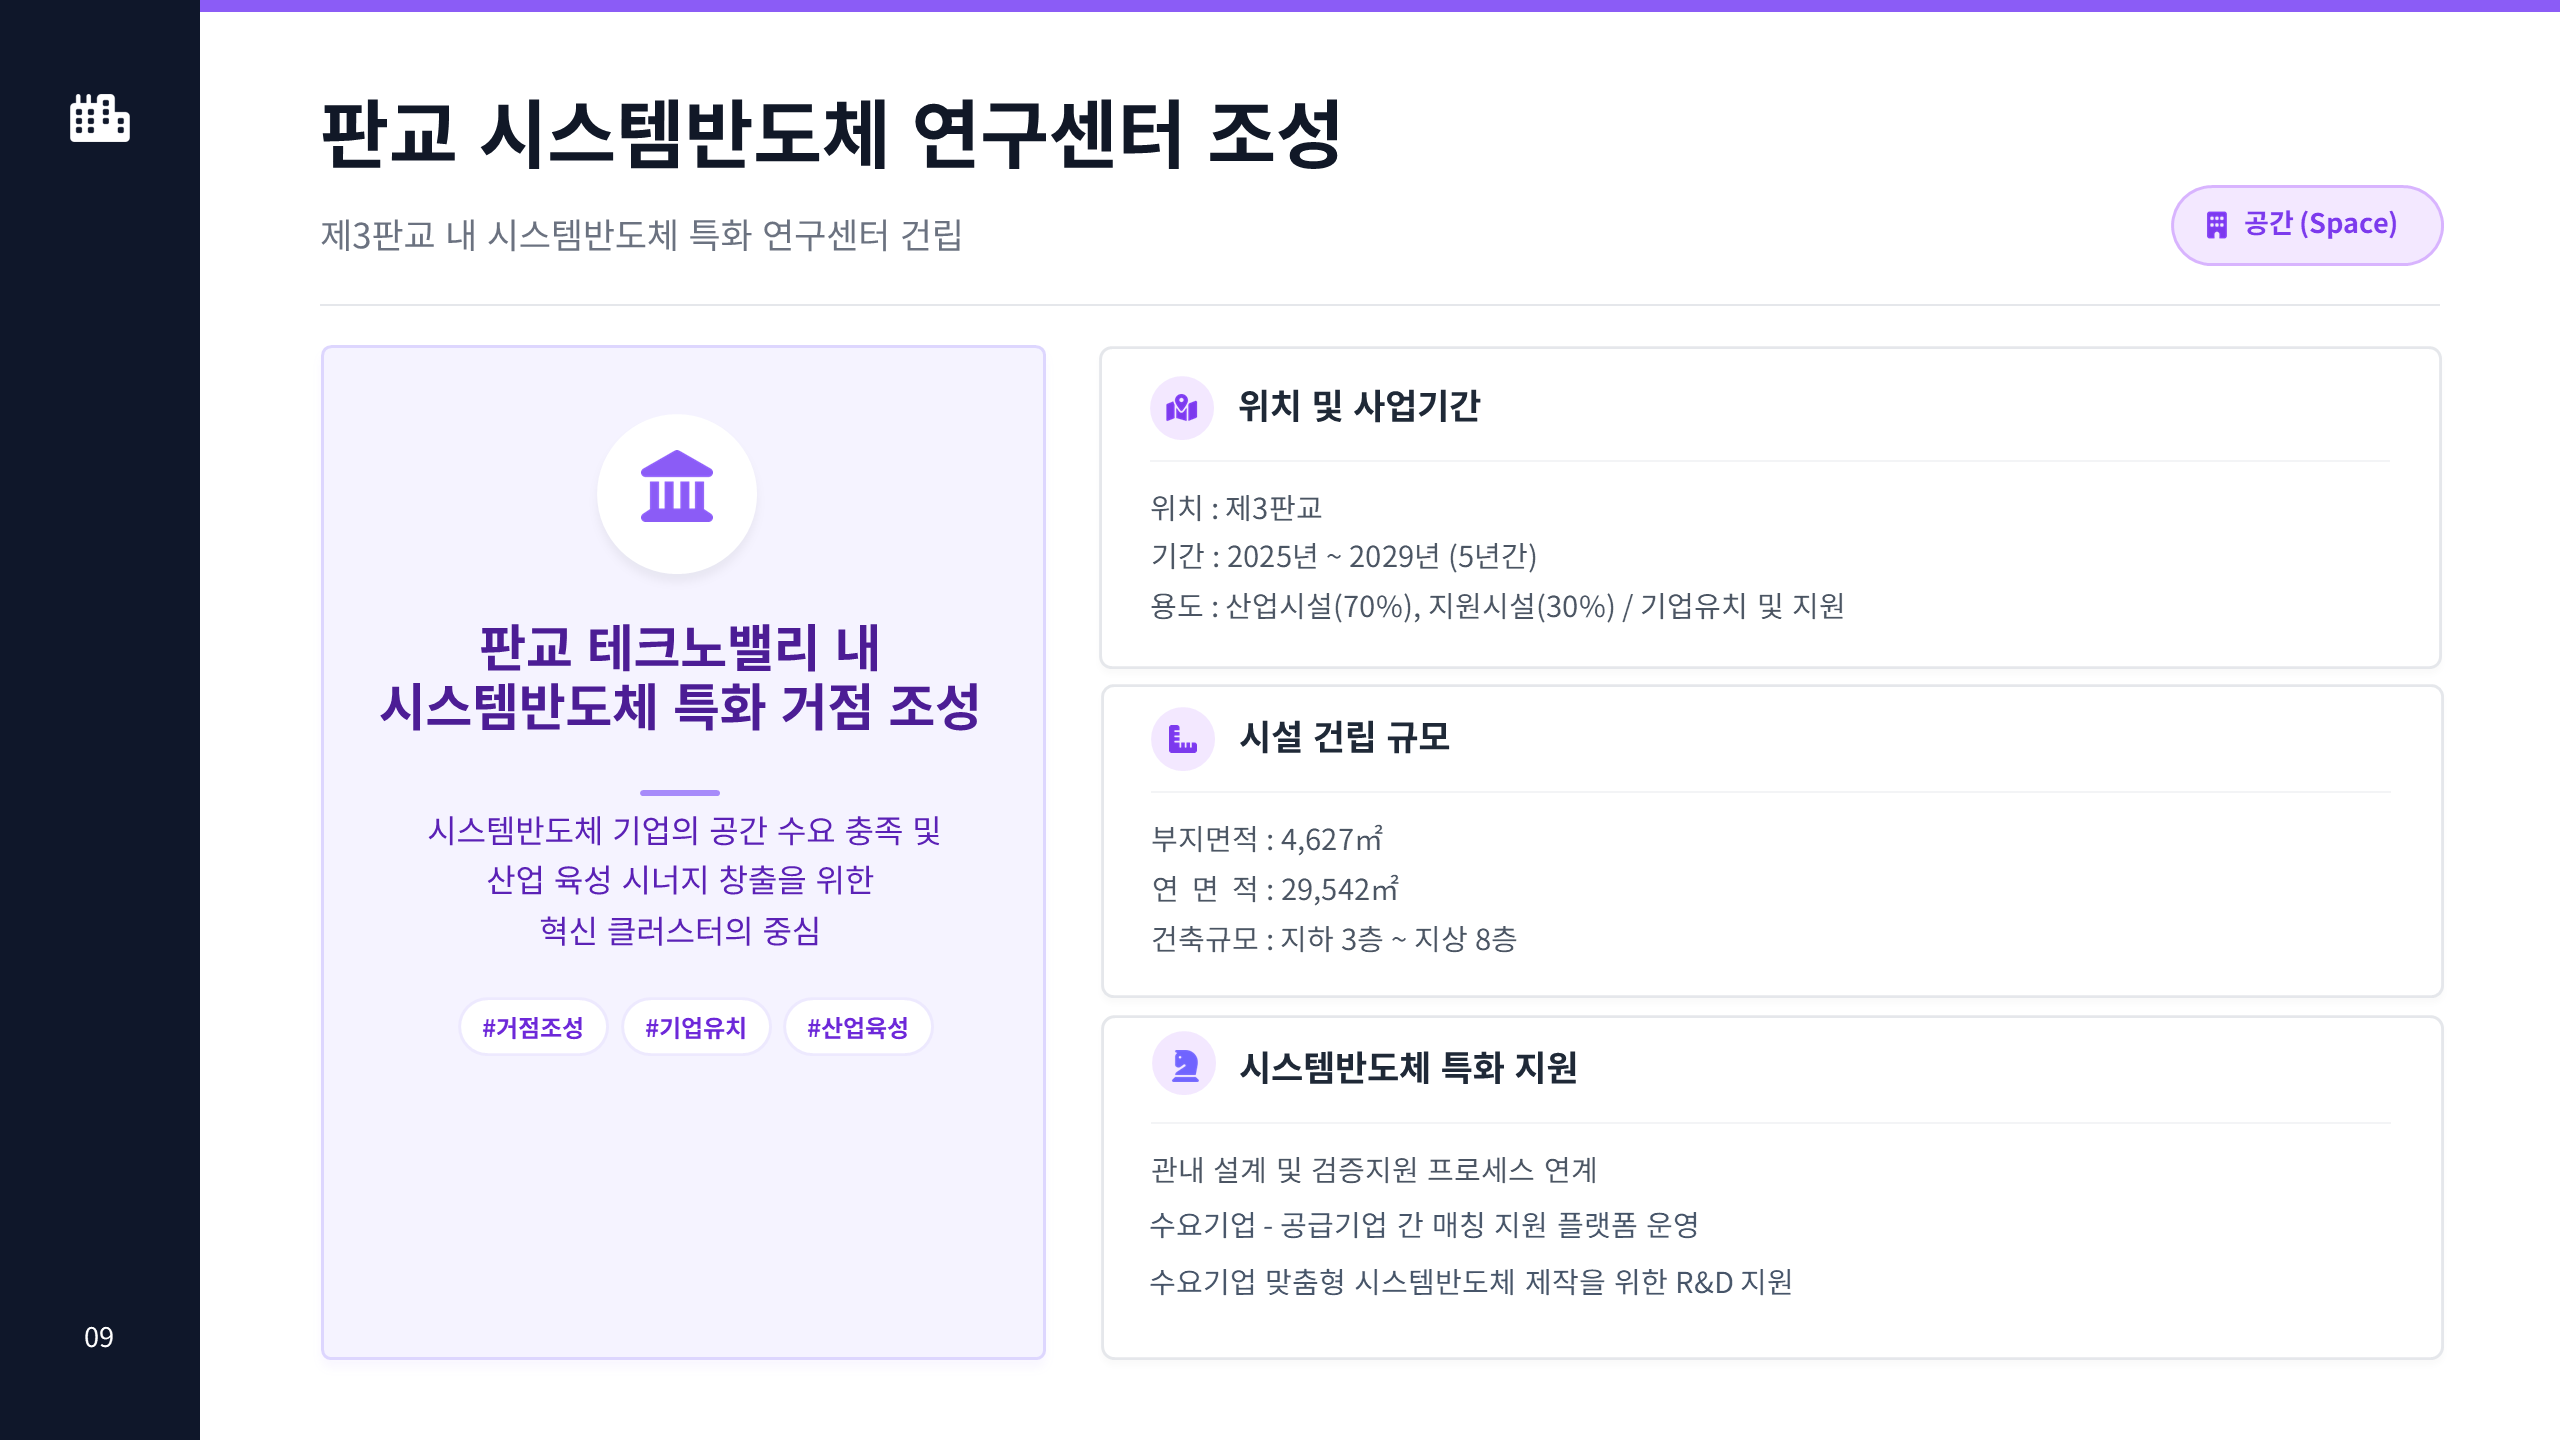 판교 시스템반도체 연구센터 조성
제3판교 내 시스템반도체 특화 연구센터 건립
공간 (Space)
판교 테크노밸리 내
시스템반도체 특화 거점 조성
시스템반도체 기업의 공간 수요 충족 및
산업 육성 시너지 창출을 위한
혁신 클러스터의 중심
#거점조성
#기업유치
#산업육성
위치 및 사업기간
위치 : 제3판교
기간 : 2025년 ~ 2029년 (5년간)
용도 : 산업시설(70%), 지원시설(30%) / 기업유치 및 지원
시설 건립 규모
부지면적 : 4,627㎡
연 면 적 : 29,542㎡
건축규모 : 지하 3층 ~ 지상 8층
시스템반도체 특화 지원
관내 설계 및 검증지원 프로세스 연계
수요기업 - 공급기업 간 매칭 지원 플랫폼 운영
수요기업 맞춤형 시스템반도체 제작을 위한 R&D 지원
09